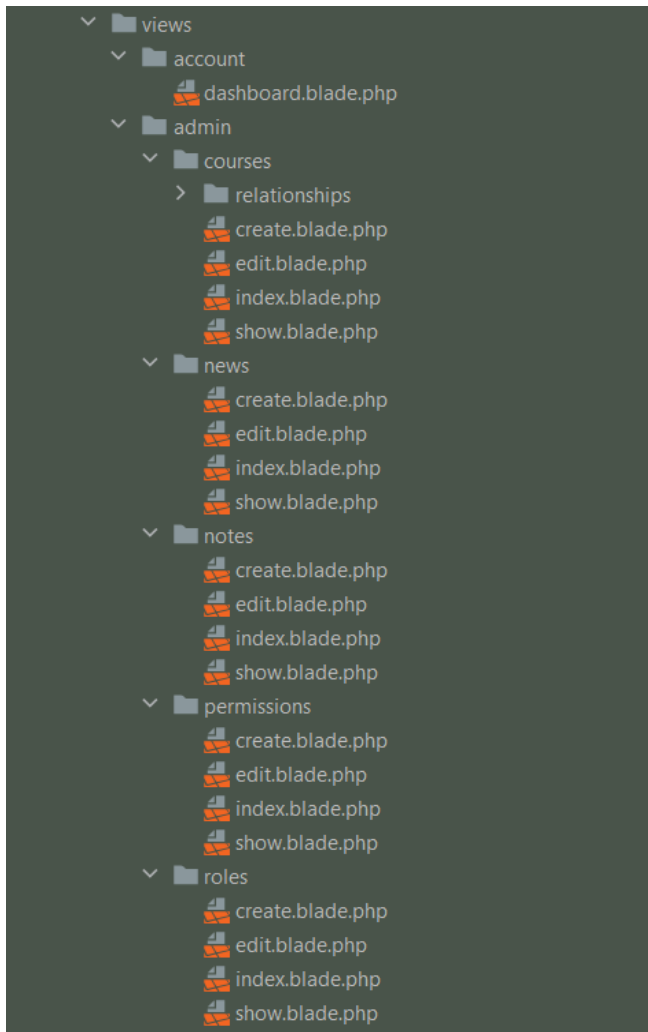 views
account
dashboard.blade.php
admin
courses
relationships
create.blade.php
edit.blade.php
index.blade.php
show.blade.php
news
create.blade.php
edit.blade.php
index.blade.php
show.blade.php
notes
create.blade.php
edit.blade.php
index.blade.php
show.blade.php
permissions
create.blade.php
edit.blade.php
index.blade.php
show.blade.php
roles
create.blade.php
edit.blade.php
index.blade.php
show.blade.php